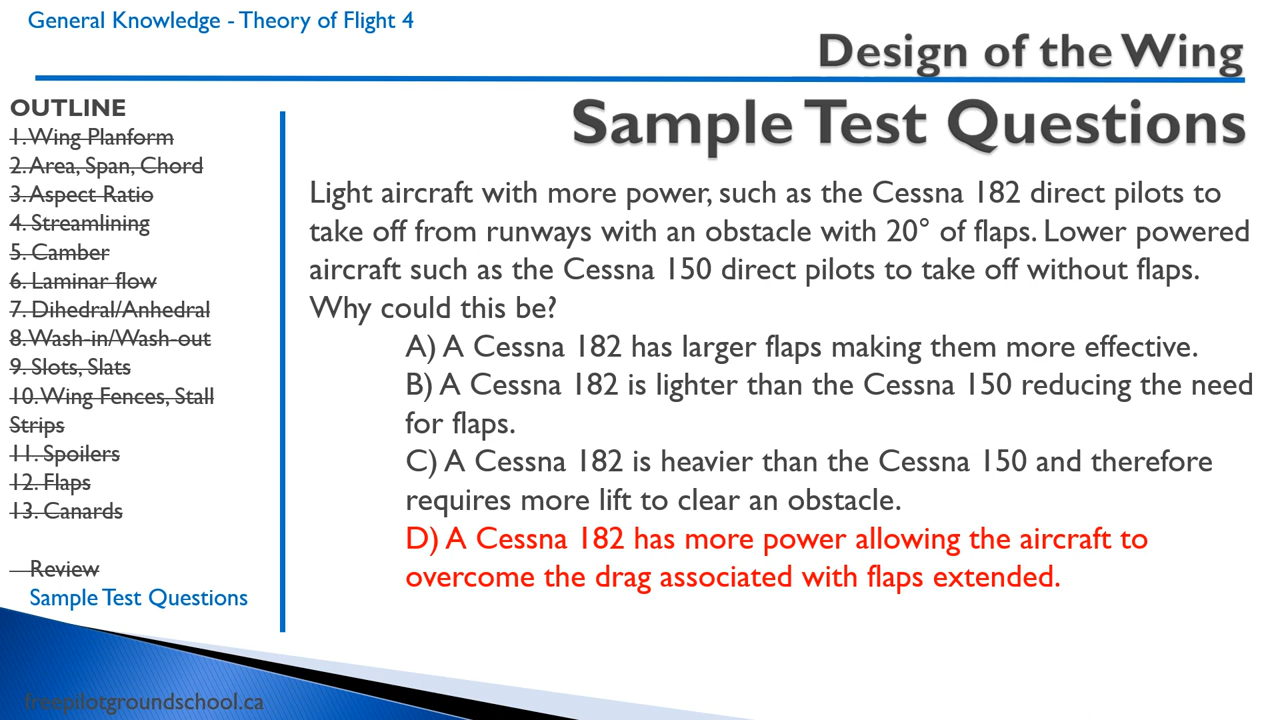 General Knowledge - Theory of Flight 4
Design of the Wing
Sample Test Questions
OUTLINE
1. Wing Planform
2. Area, Span, Chord
3. Aspect Ratio
4. Streamlining
5. Camber
6. Laminar flow
7. Dihedral/Anhedral
8. Wash-in/Wash-out
9. Slots, Slats
10. Wing Fences, Stall
Strips
11. Spoilers
12. Flaps
13. Canards
Review
Sample Test Questions
Light aircraft with more power, such as the Cessna 182 direct pilots to
take off from runways with an obstacle with 20° of flaps. Lower powered
aircraft such as the Cessna 150 direct pilots to take off without flaps.
Why could this be?
A) A Cessna 182 has larger flaps making them more effective.
B) A Cessna 182 is lighter than the Cessna 150 reducing the need
for flaps.
C) A Cessna 182 is heavier than the Cessna 150 and therefore
requires more lift to clear an obstacle.
D) A Cessna 182 has more power allowing the aircraft to
overcome the drag associated with flaps extended.
freepilotgroundschool.ca